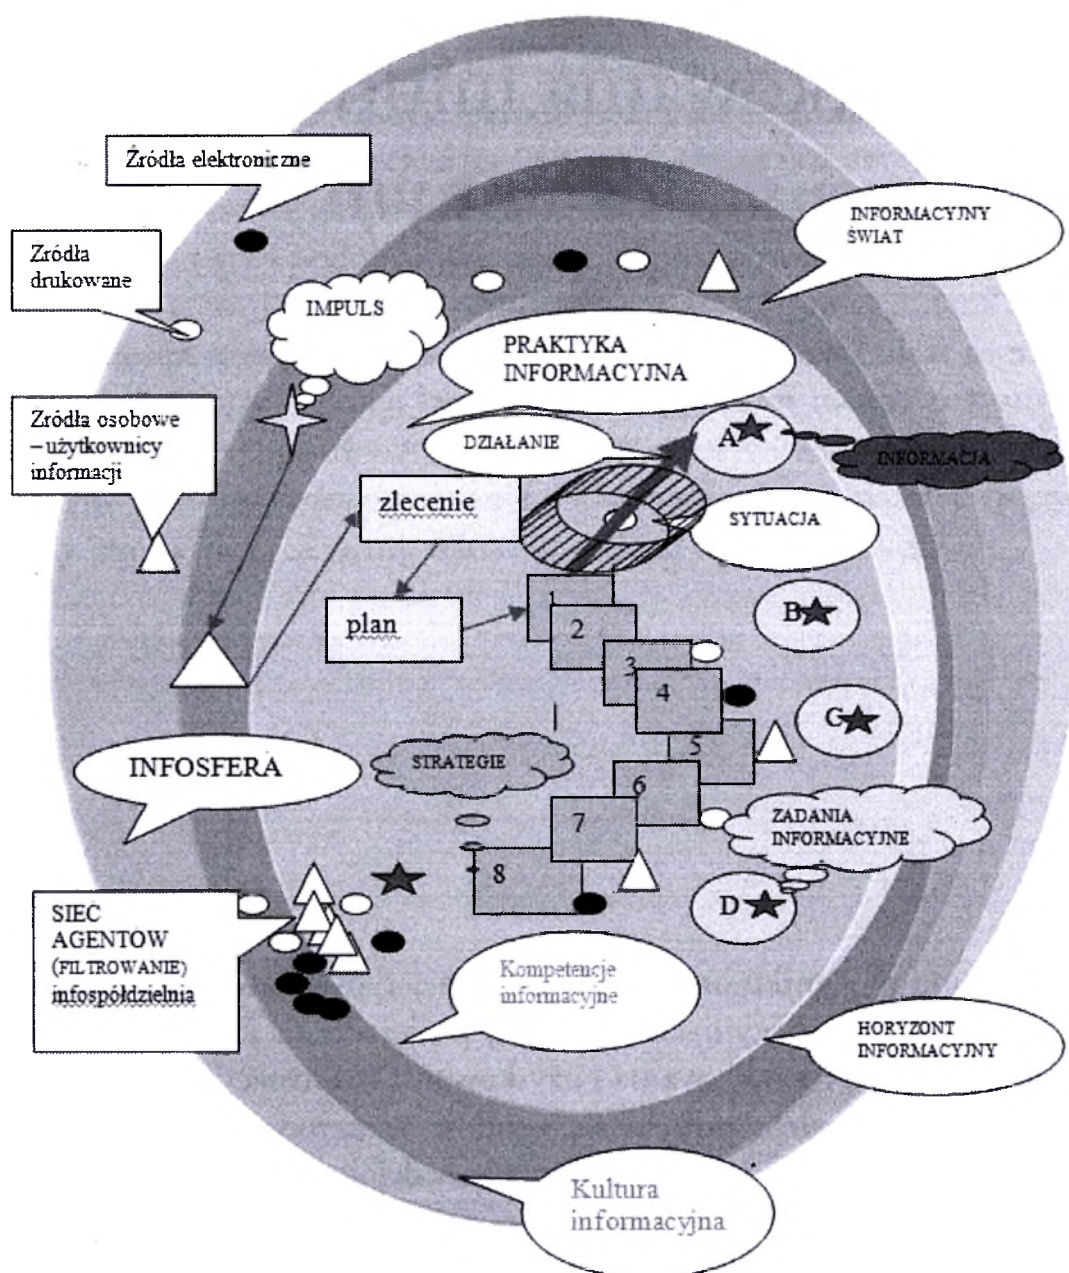 Źródła elektroniczne
INFORMACYJNY
ŚWIAT
Zródła
drukowane
IMPULS
PRAKTYKA
INFORMACYJNA
Zródła osobowe
– użytkownicy
informacji
DZIAŁANIE
A
INFORMACJA
zlecenie
SYTUACJA
1
B
plan
2
3
4
C
5
INFOSFERA
STRATEGIE
6
7
ZADANIA
INFORMACYJNE
8
D
SIEĆ
AGENTÓW
(FILTROWANIE)
infospółdzielnia
Kompetencje
informacyjne
HORYZONT
INFORMACYJNY
Kultura
informacyjna